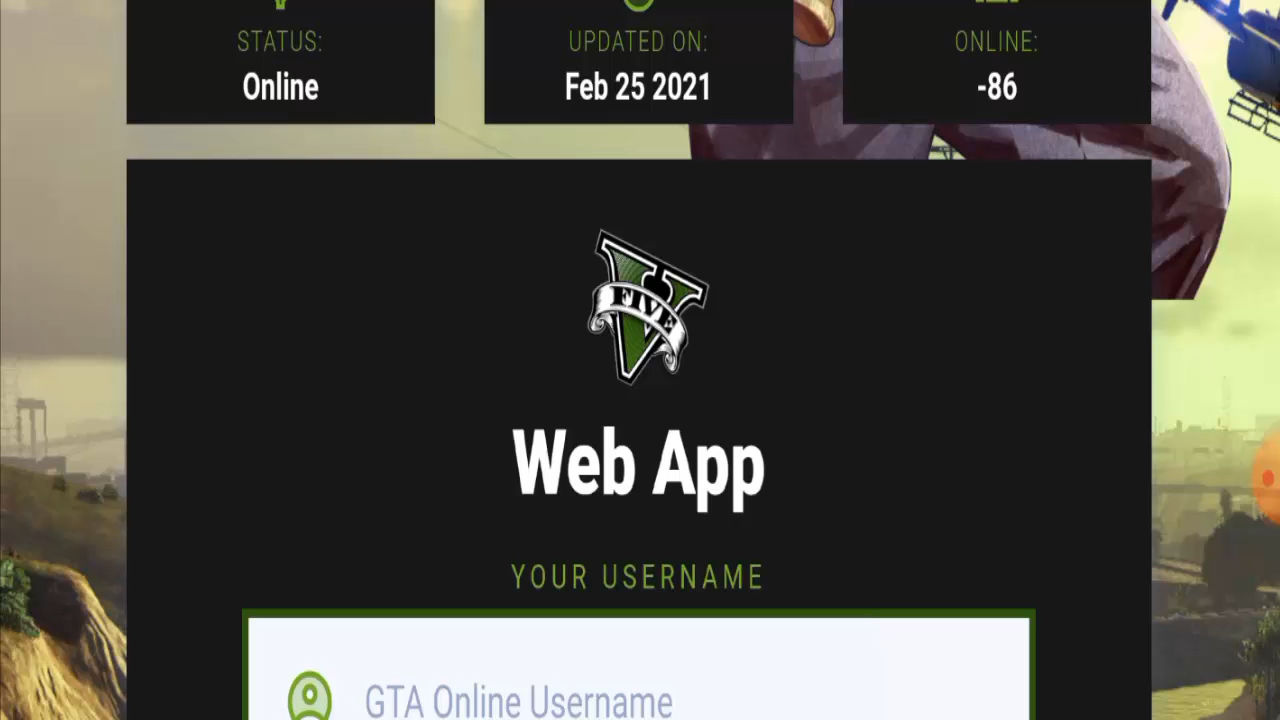 STATUS:
Online
UPDATED ON:
Feb 25 2021
ONLINE:
-86
FIVE
Web App
YOUR USERNAME
GTA Online Username